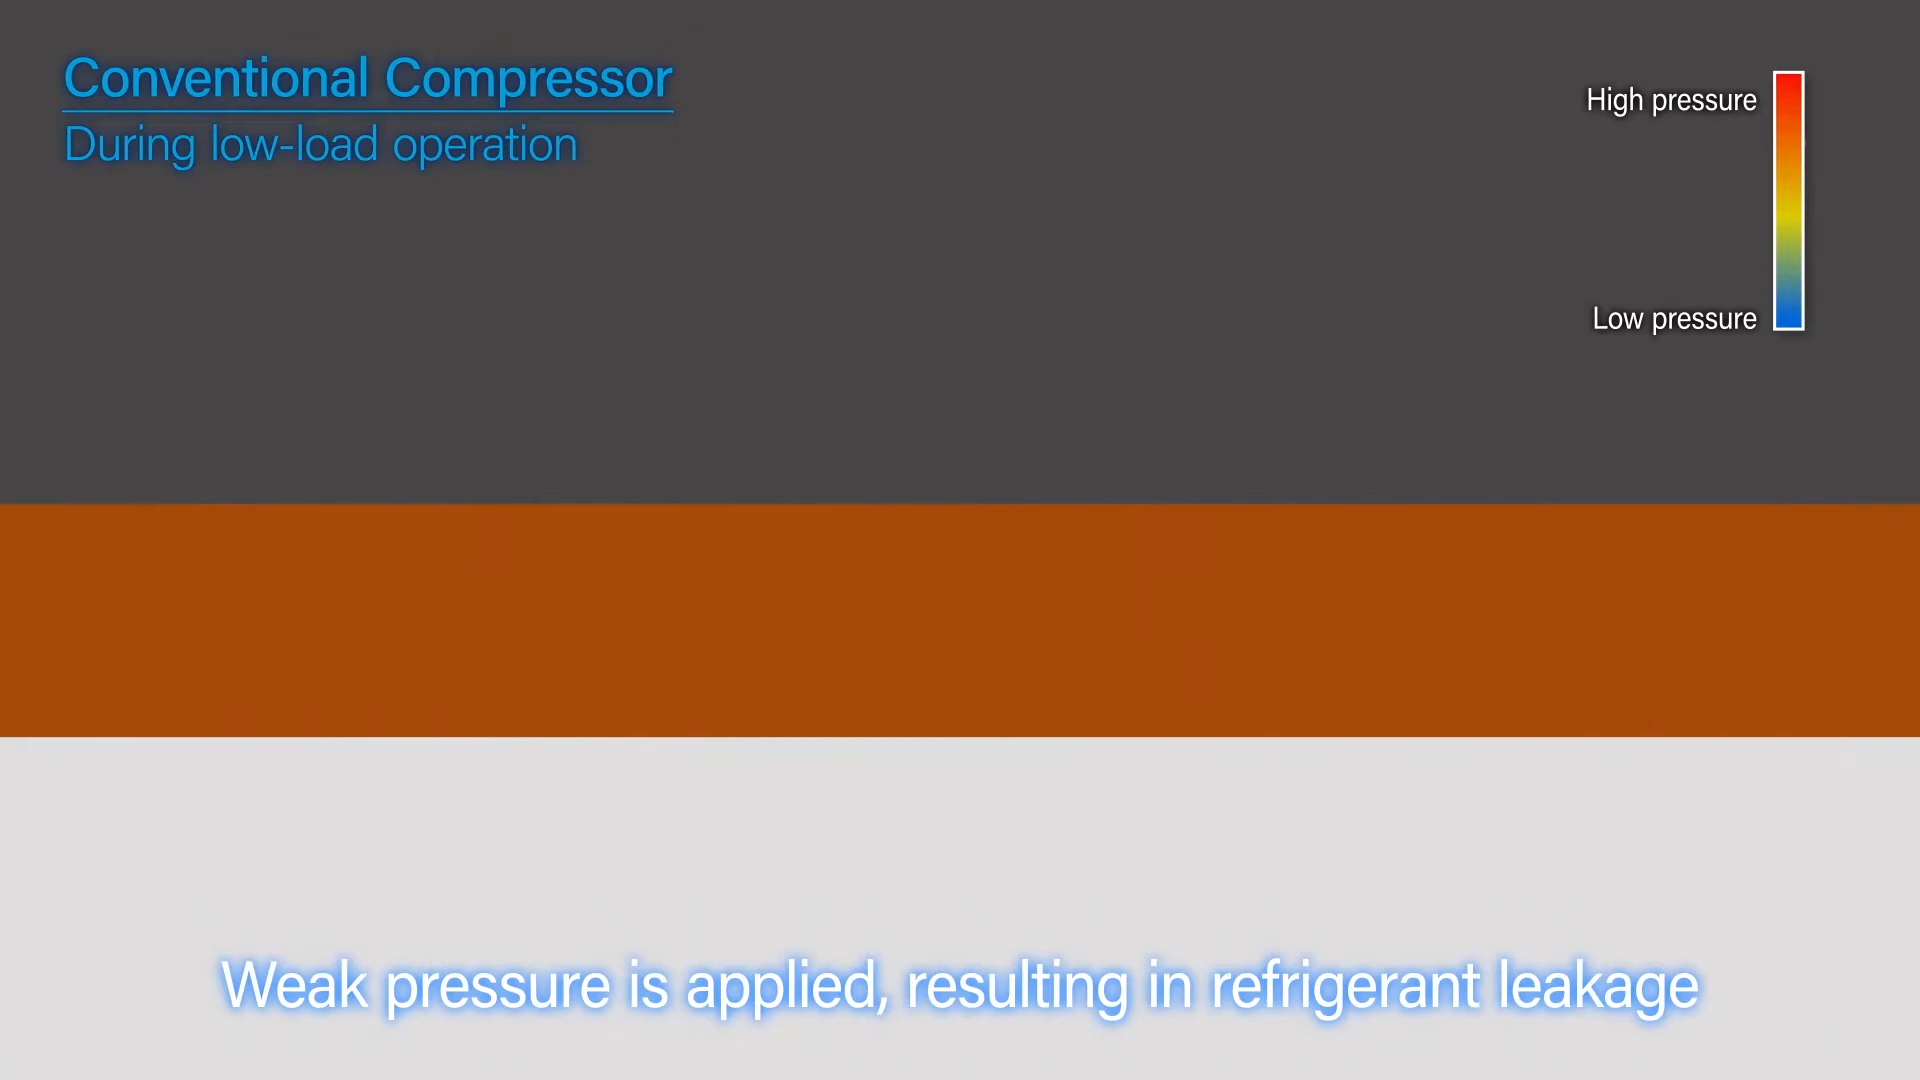 Conventional Compressor
During low-load operation
High pressure
Low pressure
Weak pressure is applied, resulting in refrigerant leakage